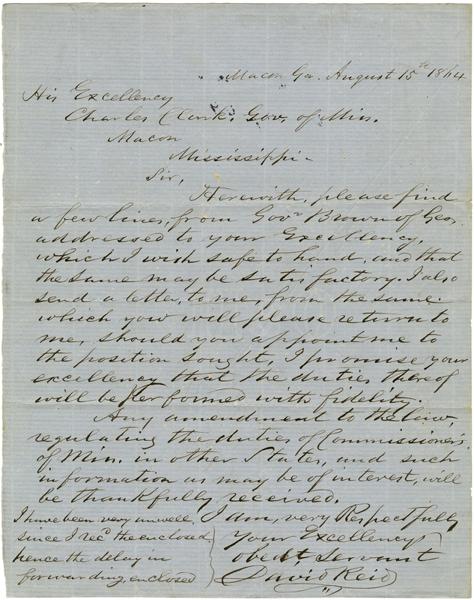 Macon Ga. August 15th 1864
His Excellency
Charles Clark. Gov. of Miss.
Macon
Mississippi-
Sir,
Herewith, please find
a few lines, from Govr Brown of Geo.
addressed to your Excellency,
which I wish safe to hand, and that
the same may be satisfactory. I also
send a letter, to me, from the same.
which you will please return to
me, should you appoint me to
the position sought, I promise your
excellency that the duties thereof
will be performed with fidelity.
Any amendment to the law,
regulating the duties of Commissioners
of Miss. in other States, and such
information as may be of interest, will
be thankfully received.
I am, very Respectfully
Your Excellencys
obedt. Servant
David Reid
I have been very unwell,
since I recd. the enclosed
hence the delay in
forwarding, enclosed